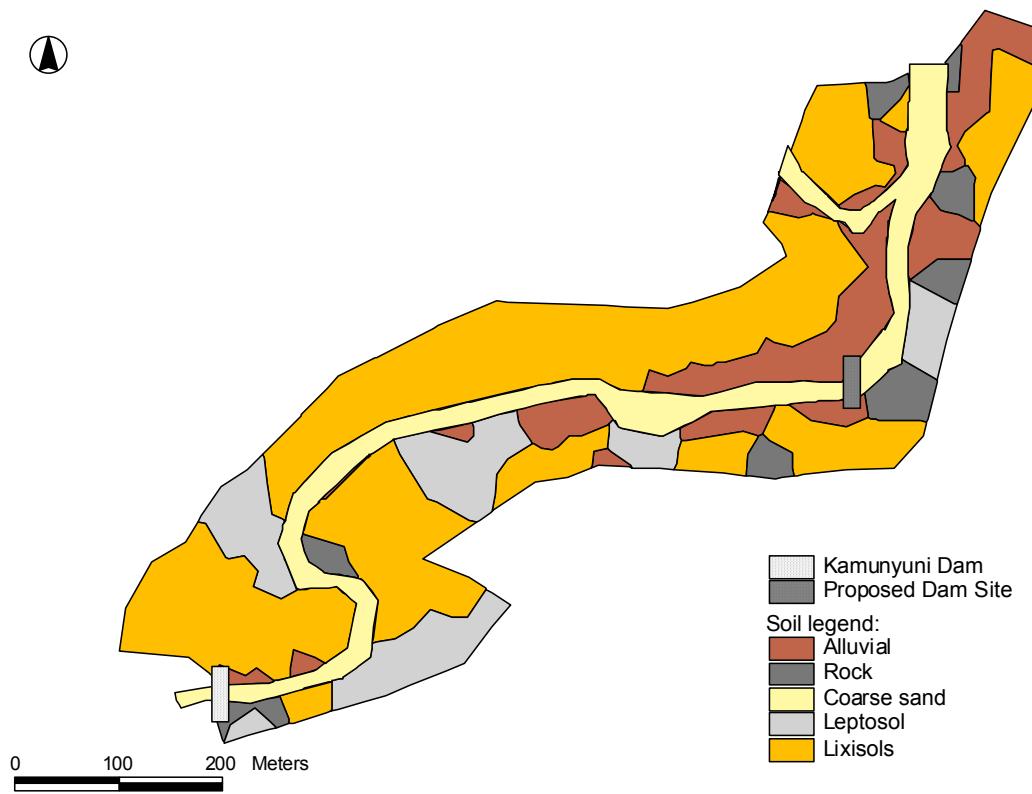 Kamunyuni Dam
Proposed Dam Site
Soil legend:
Alluvial
Rock
Coarse sand
Leptosol
Lixisols
0 100 200 Meters